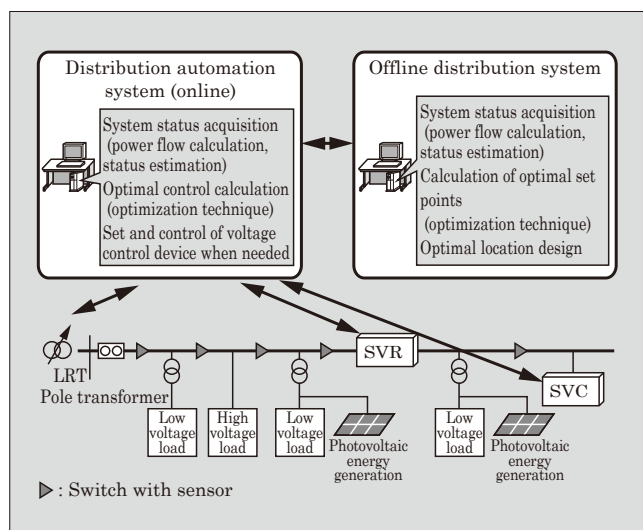 Distribution automation
system (online)
System status acquisition
(power flow calculation,
status estimation)
Optimal control calculation
(optimization technique)
Set and control of voltage
control device when needed
Offline distribution system
System status acquisition
(power flow calculation,
status estimation)
Calculation of optimal set
points
(optimization technique)
Optimal location design
LRT
Pole transformer
SVR
SVC
Low
voltage
load
High
voltage
load
Low
voltage
load
Photovoltaic
energy
generation
Low
voltage
load
Photovoltaic
energy
generation
: Switch with sensor